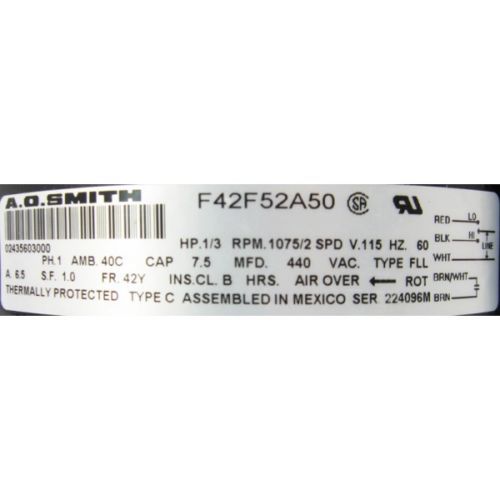 A.O.SMITH
F42F52A50 SA
RU
02435603000
HP.1/3 RPM.1075/2 SPD V.115 HZ. 60
PH.1 AMB. 40C CAP 7.5 MFD. 440 VAC. TYPE FLL
A. 6.5 S.F. 1.0 FR. 42Y INS.CL. B HRS. AIR OVER ← ROT
THERMALLY PROTECTED TYPE C ASSEMBLED IN MEXICO SER. 224096M
RED LO
BLK HI
LINE
WHT
BRN/WHT
BRN